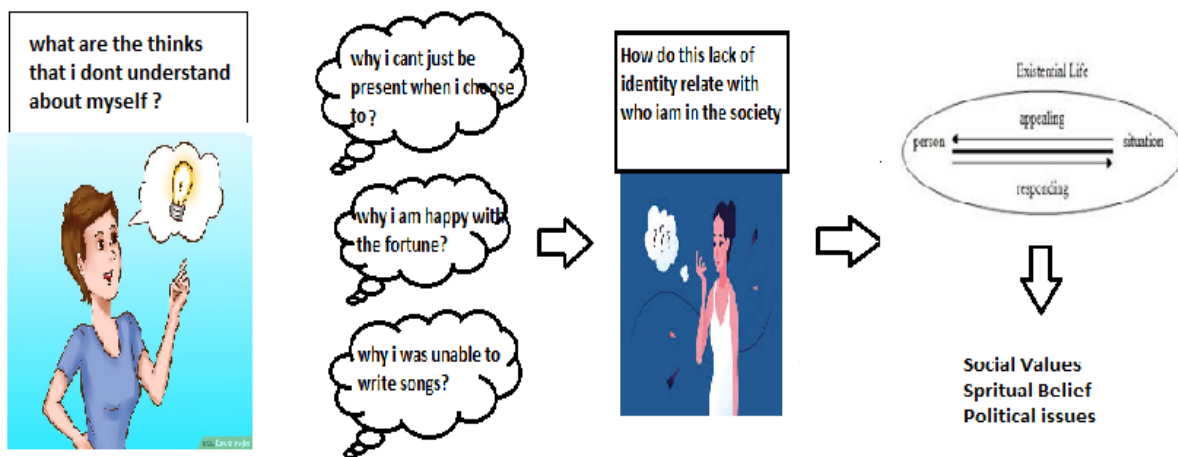 what are the thinks
that i dont understand
about myself ?
why i cant just be
present when i choose
to?
why i am happy with
the fortune?
why i was unable to
write songs?
How do this lack of
identity relate with
who iam in the society
???
Existential Life
appealing
person
situation
responding
Social Values
Spritual Belief
Political issues